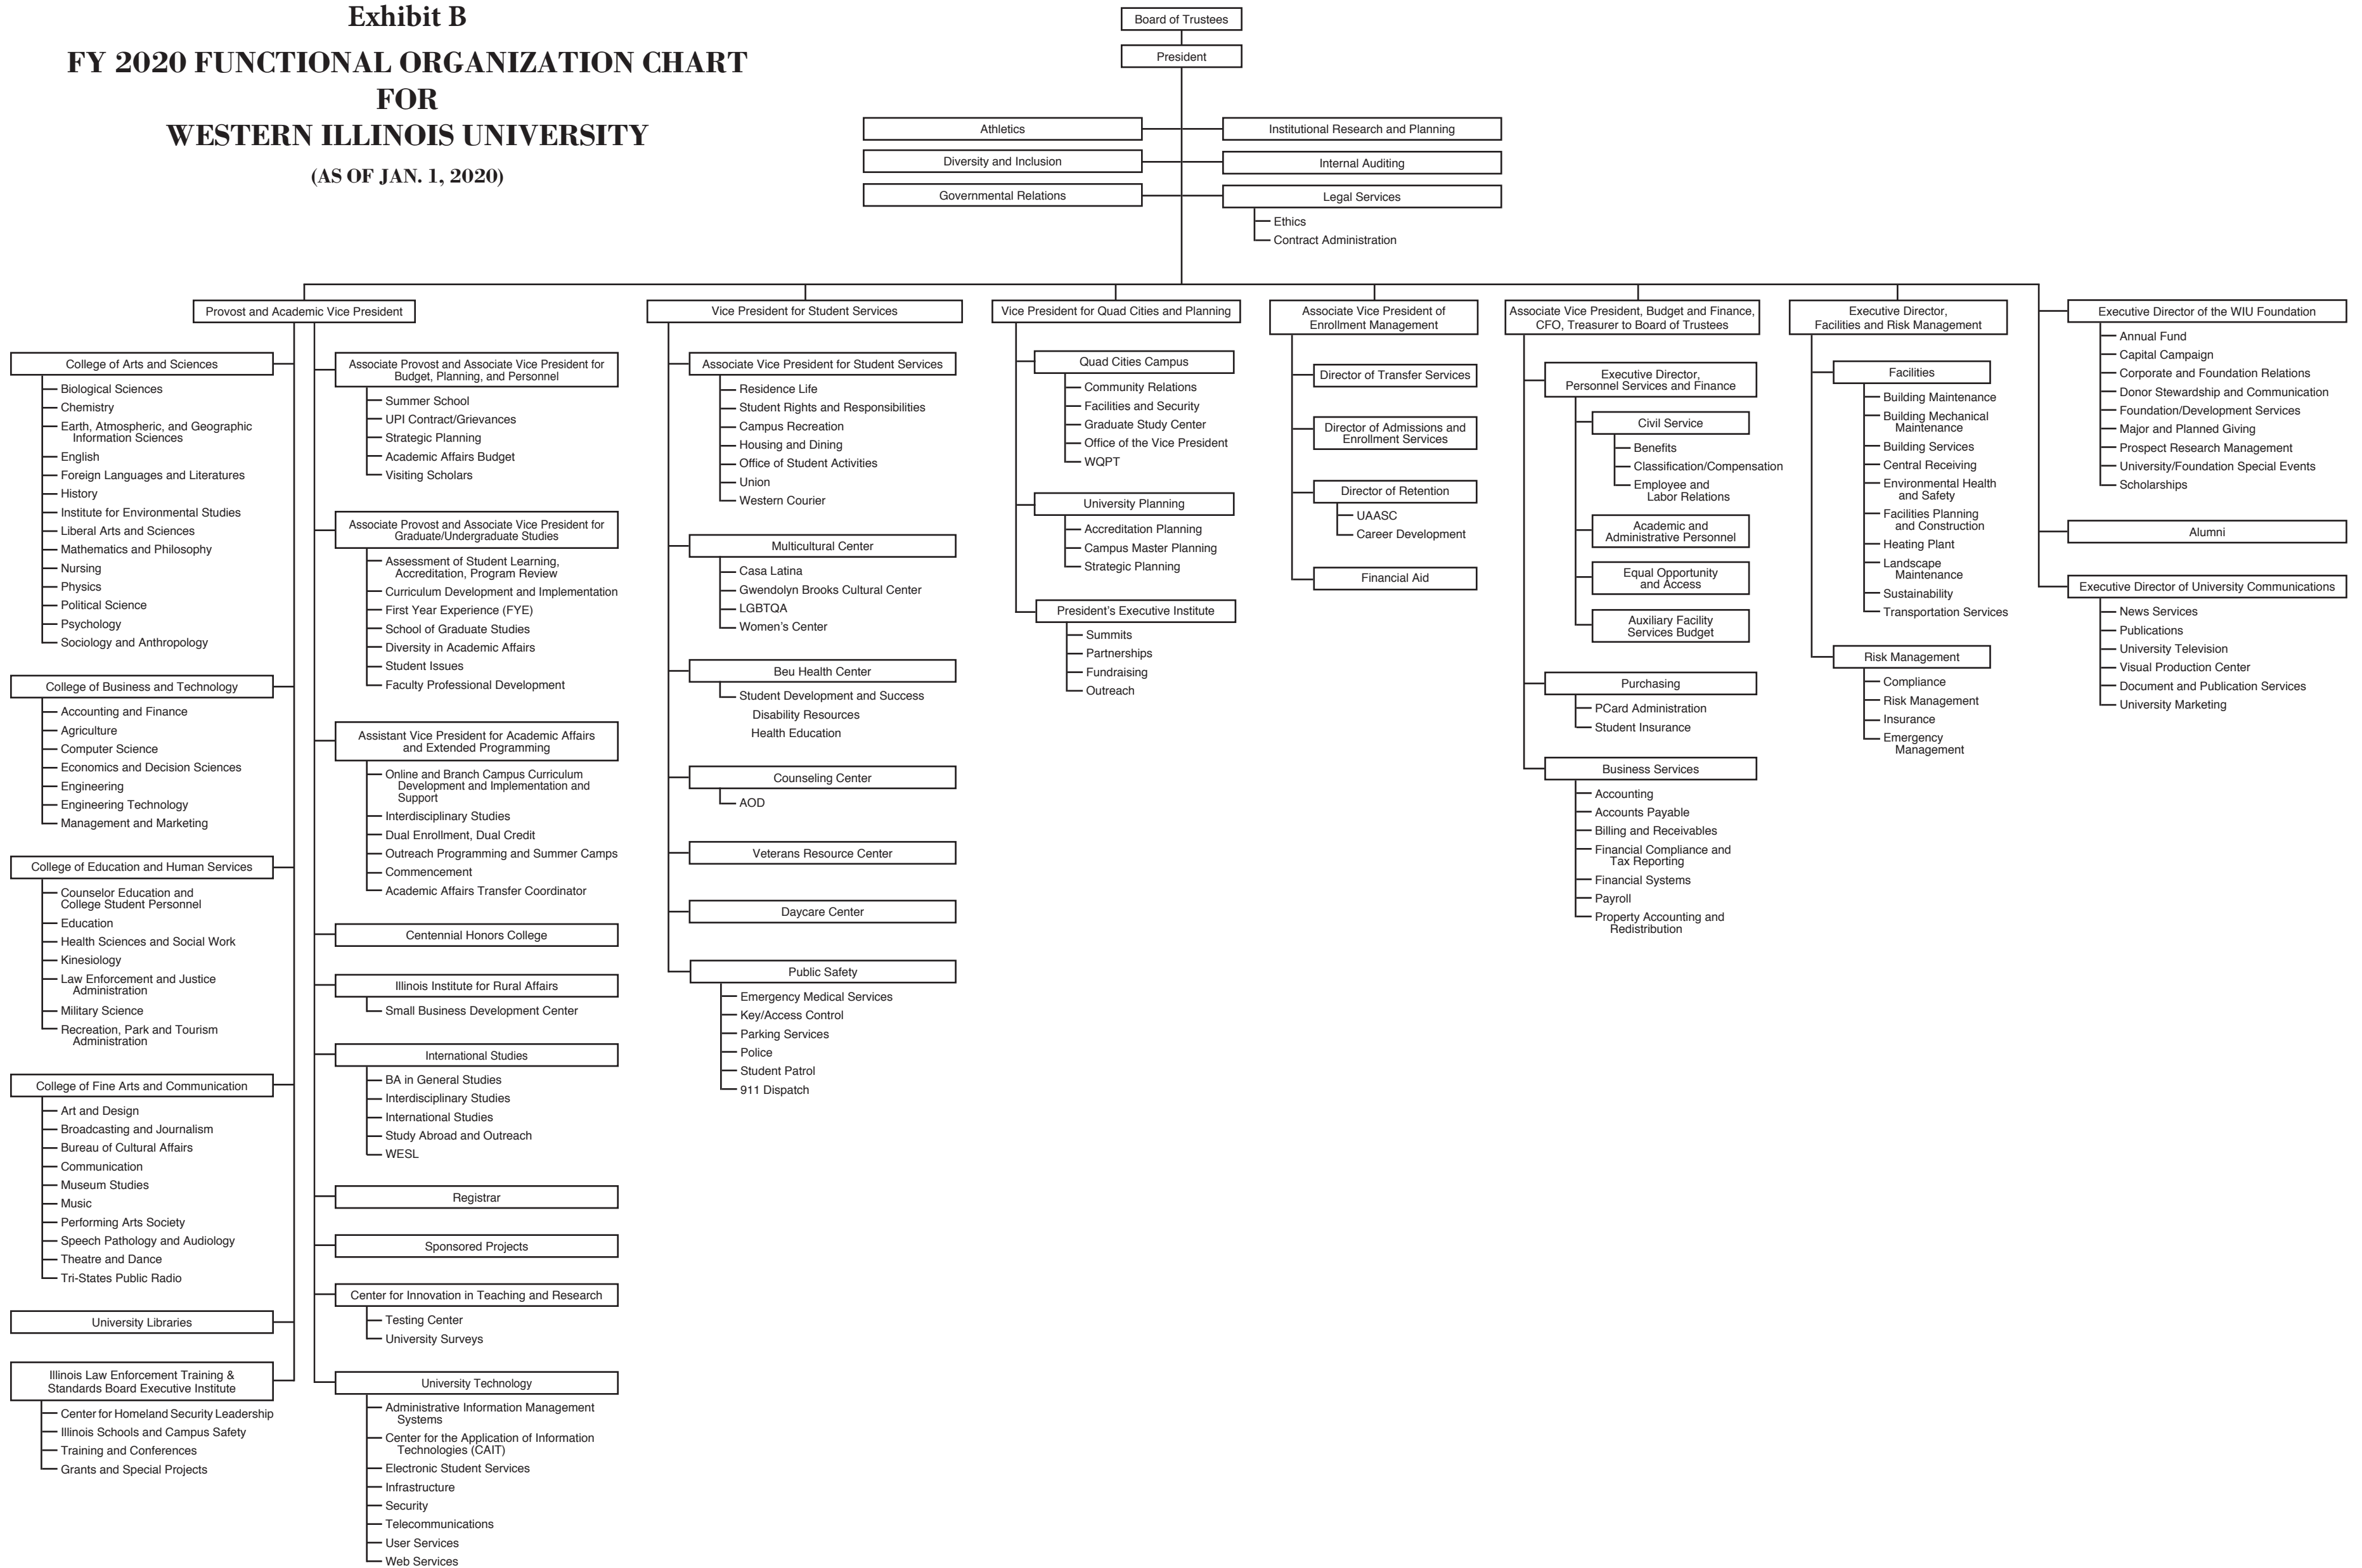 Exhibit B
FY 2020 FUNCTIONAL ORGANIZATION CHART
FOR
WESTERN ILLINOIS UNIVERSITY
(AS OF JAN. 1, 2020)
Board of Trustees
President
Athletics
Institutional Research and Planning
Diversity and Inclusion
Internal Auditing
Governmental Relations
Legal Services
Ethics
Contract Administration
Provost and Academic Vice President
College of Arts and Sciences
Biological Sciences
Chemistry
Earth, Atmospheric, and Geographic
Information Sciences
English
Foreign Languages and Literatures
History
Institute for Environmental Studies
Liberal Arts and Sciences
Mathematics and Philosophy
Nursing
Physics
Political Science
Psychology
Sociology and Anthropology
College of Business and Technology
Accounting and Finance
Agriculture
Computer Science
Economics and Decision Sciences
Engineering
Engineering Technology
Management and Marketing
College of Education and Human Services
Counselor Education and
College Student Personnel
Education
Health Sciences and Social Work
Kinesiology
Law Enforcement and Justice
Administration
Military Science
Recreation, Park and Tourism
Administration
College of Fine Arts and Communication
Art and Design
Broadcasting and Journalism
Bureau of Cultural Affairs
Communication
Museum Studies
Music
Performing Arts Society
Speech Pathology and Audiology
Theatre and Dance
Tri-States Public Radio
University Libraries
Illinois Law Enforcement Training &
Standards Board Executive Institute
Center for Homeland Security Leadership
Illinois Schools and Campus Safety
Training and Conferences
Grants and Special Projects
Associate Provost and Associate Vice President for
Budget, Planning, and Personnel
Summer School
UPI Contract/Grievances
Strategic Planning
Academic Affairs Budget
Visiting Scholars
Associate Provost and Associate Vice President for
Graduate/Undergraduate Studies
Assessment of Student Learning,
Accreditation, Program Review
Curriculum Development and Implementation
First Year Experience (FYE)
School of Graduate Studies
Diversity in Academic Affairs
Student Issues
Faculty Professional Development
Assistant Vice President for Academic Affairs
and Extended Programming
Online and Branch Campus Curriculum
Development and Implementation and
Support
Interdisciplinary Studies
Dual Enrollment, Dual Credit
Outreach Programming and Summer Camps
Commencement
Academic Affairs Transfer Coordinator
Centennial Honors College
Illinois Institute for Rural Affairs
Small Business Development Center
International Studies
BA in General Studies
Interdisciplinary Studies
International Studies
Study Abroad and Outreach
WESL
Registrar
Sponsored Projects
Center for Innovation in Teaching and Research
Testing Center
University Surveys
University Technology
Administrative Information Management
Systems
Center for the Application of Information
Technologies (CAIT)
Electronic Student Services
Infrastructure
Security
Telecommunications
User Services
Web Services
Vice President for Student Services
Associate Vice President for Student Services
Residence Life
Student Rights and Responsibilities
Campus Recreation
Housing and Dining
Office of Student Activities
Union
Western Courier
Multicultural Center
Casa Latina
Gwendolyn Brooks Cultural Center
LGBTQA
Women's Center
Beu Health Center
Student Development and Success
Disability Resources
Health Education
Counseling Center
AOD
Veterans Resource Center
Daycare Center
Public Safety
Emergency Medical Services
Key/Access Control
Parking Services
Police
Student Patrol
911 Dispatch
Vice President for Quad Cities and Planning
Quad Cities Campus
Community Relations
Facilities and Security
Graduate Study Center
Office of the Vice President
WQPT
University Planning
Accreditation Planning
Campus Master Planning
Strategic Planning
President's Executive Institute
Summits
Partnerships
Fundraising
Outreach
Associate Vice President of
Enrollment Management
Director of Transfer Services
Director of Admissions and
Enrollment Services
Director of Retention
UAASC
Career Development
Financial Aid
Associate Vice President, Budget and Finance,
CFO, Treasurer to Board of Trustees
Executive Director,
Personnel Services and Finance
Civil Service
Benefits
Classification/Compensation
Employee and
Labor Relations
Academic and
Administrative Personnel
Equal Opportunity
and Access
Auxiliary Facility
Services Budget
Purchasing
PCard Administration
Student Insurance
Business Services
Accounting
Accounts Payable
Billing and Receivables
Financial Compliance and
Tax Reporting
Financial Systems
Payroll
Property Accounting and
Redistribution
Executive Director,
Facilities and Risk Management
Facilities
Building Maintenance
Building Mechanical
Maintenance
Building Services
Central Receiving
Environmental Health
and Safety
Facilities Planning
and Construction
Heating Plant
Landscape
Maintenance
Sustainability
Transportation Services
Risk Management
Compliance
Risk Management
Insurance
Emergency
Management
Executive Director of the WIU Foundation
Annual Fund
Capital Campaign
Corporate and Foundation Relations
Donor Stewardship and Communication
Foundation/Development Services
Major and Planned Giving
Prospect Research Management
University/Foundation Special Events
Scholarships
Alumni
Executive Director of University Communications
News Services
Publications
University Television
Visual Production Center
Document and Publication Services
University Marketing